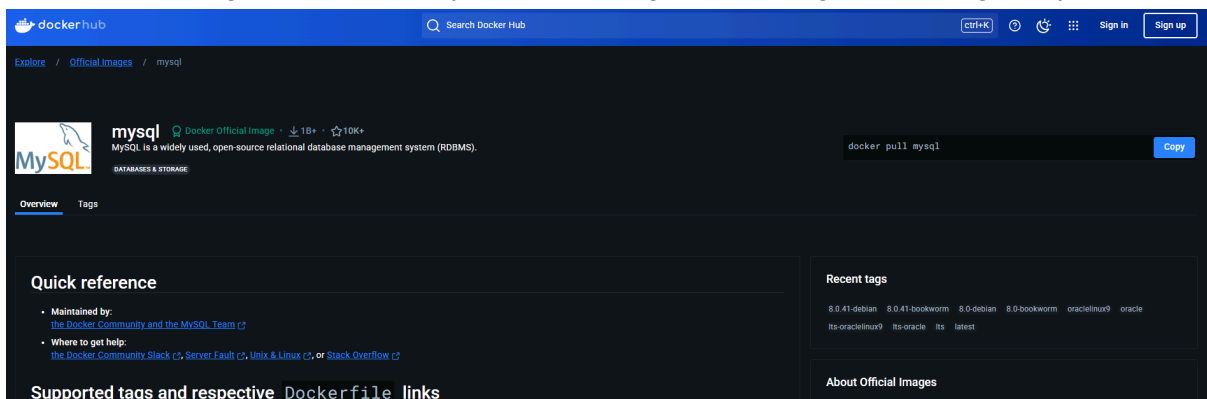 dockerhub
Search Docker Hub
ctrl+K
Sign in
Sign up
Explore / Official Images / mysql
MySQL
mysql Docker Official Image · 1B+ · 10K+
MySQL is a widely used, open-source relational database management system (RDBMS).
DATABASES & STORAGE
docker pull mysql
Copy
Overview Tags
Quick reference
• Maintained by:
the Docker Community and the MySQL Team
• Where to get help:
the Docker Community Slack, Server Fault, Unix & Linux, or Stack Overflow
Supported tags and respective Dockerfile links
Recent tags
8.0.41-debian 8.0.41-bookworm 8.0-debian 8.0-bookworm oraclelinux9 oracle
lts-oraclelinux9 lts-oracle lts latest
About Official Images